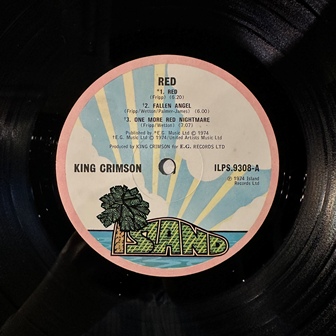 RED
*1. RED
(Fripp) (6.20)
*2. FALLEN ANGEL
(Fripp/Wetton/Palmer-James) (6.00)
*3. ONE MORE RED NIGHTMARE
(Fripp/Wetton) (7.07)
Published by *E.G. Music Ltd © 1974
*E.G. Music Ltd/United Artists Music
Produced by KING CRIMSON for E.G. RECORDS LTD
KING CRIMSON
ILPS.9308-A
℗ 1974 Island
Records Ltd
ISLAND